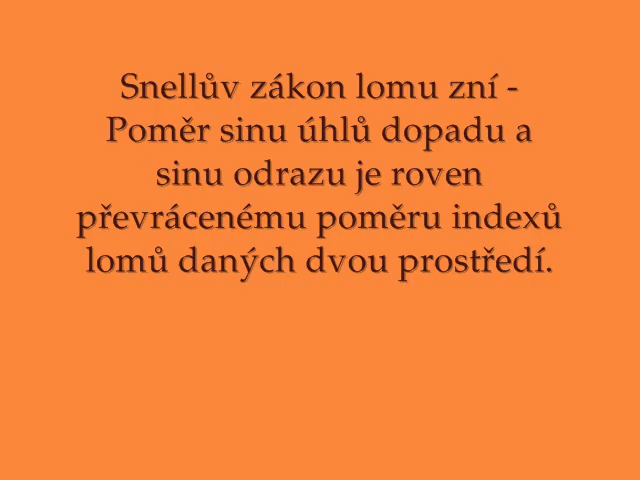 Snellův zákon lomu zní -
Poměr sinu úhlů dopadu a
sinu odrazu je roven
převrácenému poměru indexů
lomů daných dvou prostředí.